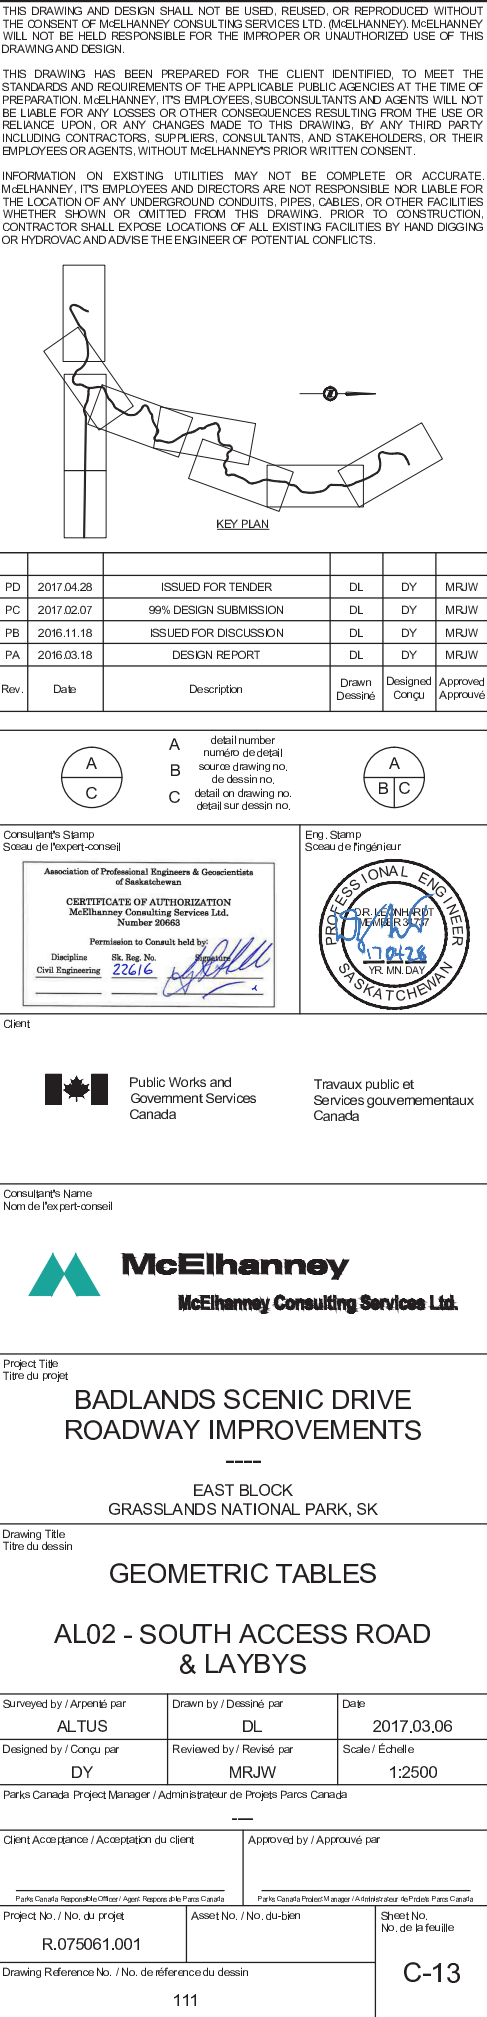 THIS DRAWING AND DESIGN SHALL NOT BE USED, REUSED, OR REPRODUCED WITHOUT
THE CONSENT OF McELHANNEY CONSULTING SERVICES LTD. (McELHANNEY). McELHANNEY
WILL NOT BE HELD RESPONSIBLE FOR THE IMPROPER OR UNAUTHORIZED USE OF THIS
DRAWING AND DESIGN.
THIS DRAWING HAS BEEN PREPARED FOR THE CLIENT IDENTIFIED, TO MEET THE
STANDARDS AND REQUIREMENTS OF THE APPLICABLE PUBLIC AGENCIES AT THE TIME OF
PREPARATION. McELHANNEY, IT'S EMPLOYEES, SUBCONSULTANTS AND AGENTS WILL NOT
BE LIABLE FOR ANY LOSSES OR OTHER CONSEQUENCES RESULTING FROM THE USE OR
RELIANCE UPON, OR ANY CHANGES MADE TO THIS DRAWING, BY ANY THIRD PARTY
INCLUDING CONTRACTORS, SUPPLIERS, CONSULTANTS, AND STAKEHOLDERS, OR THEIR
EMPLOYEES OR AGENTS, WITHOUT McELHANNEY'S PRIOR WRITTEN CONSENT.
INFORMATION ON EXISTING UTILITIES MAY NOT BE COMPLETE OR ACCURATE.
McELHANNEY, IT'S EMPLOYEES AND DIRECTORS ARE NOT RESPONSIBLE NOR LIABLE FOR
THE LOCATION OF ANY UNDERGROUND CONDUITS, PIPES, CABLES, OR OTHER FACILITIES
WHETHER SHOWN OR OMITTED FROM THIS DRAWING. PRIOR TO CONSTRUCTION,
CONTRACTOR SHALL EXPOSE LOCATIONS OF ALL EXISTING FACILITIES BY HAND DIGGING
OR HYDROVAC AND ADVISE THE ENGINEER OF POTENTIAL CONFLICTS.
KEY PLAN
PD 2017.04.28 ISSUED FOR TENDER DL DY MRJW
PC 2017.02.07 99% DESIGN SUBMISSION DL DY MRJW
PB 2016.11.18 ISSUED FOR DISCUSSION DL DY MRJW
PA 2016.03.18 DESIGN REPORT DL DY MRJW
Rev. Date Description Drawn Designed Approved
Dessiné Conçu Approuvé
A
C
A detail number
numéro de detail
B source drawing no.
de dessin no.
C detail on drawing no.
detail sur dessin no.
A
B C
Consultant's Stamp
Sceau de l'expert-conseil
Association of Professional Engineers & Geoscientists
of Saskatchewan
CERTIFICATE OF AUTHORIZATION
McElhanney Consulting Services Ltd.
Number 20663
Permission to Consult held by:
Discipline Sk. Reg. No. Signature
Civil Engineering 22616
Eng. Stamp
Sceau de l'ingénieur
PROFESSIONAL ENGINEER
D.R. LEONHARDT
MEMBER 31737
170428
YR. MN. DAY
SASKATCHEWAN
Client
Public Works and
Government Services
Canada
Travaux public et
Services gouvernementaux
Canada
Consultant's Name
Nom de l'expert-conseil
McElhanney
McElhanney Consulting Services Ltd.
Project Title
Titre du projet
BADLANDS SCENIC DRIVE
ROADWAY IMPROVEMENTS
----
EAST BLOCK
GRASSLANDS NATIONAL PARK, SK
Drawing Title
Titre du dessin
GEOMETRIC TABLES
AL02 - SOUTH ACCESS ROAD
& LAYBYS
Surveyed by / Arpenté par Drawn by / Dessiné par Date
ALTUS DL 2017.03.06
Designed by / Conçu par Reviewed by / Revisé par Scale / Échelle
DY MRJW 1:2500
Parks Canada Project Manager / Administrateur de Projets Parcs Canada
---
Client Acceptance / Acceptation du client Approved by / Approuvé par
Parks Canada Responsible Officer / Agent Responsable Parcs Canada Parks Canada Project Manager / Administrateur de Projets Parcs Canada
Project No. / No. du projet Asset No. / No. du-bien Sheet No.
No. de la feuille
R.075061.001
C-13
Drawing Reference No. / No. de réference du dessin
111